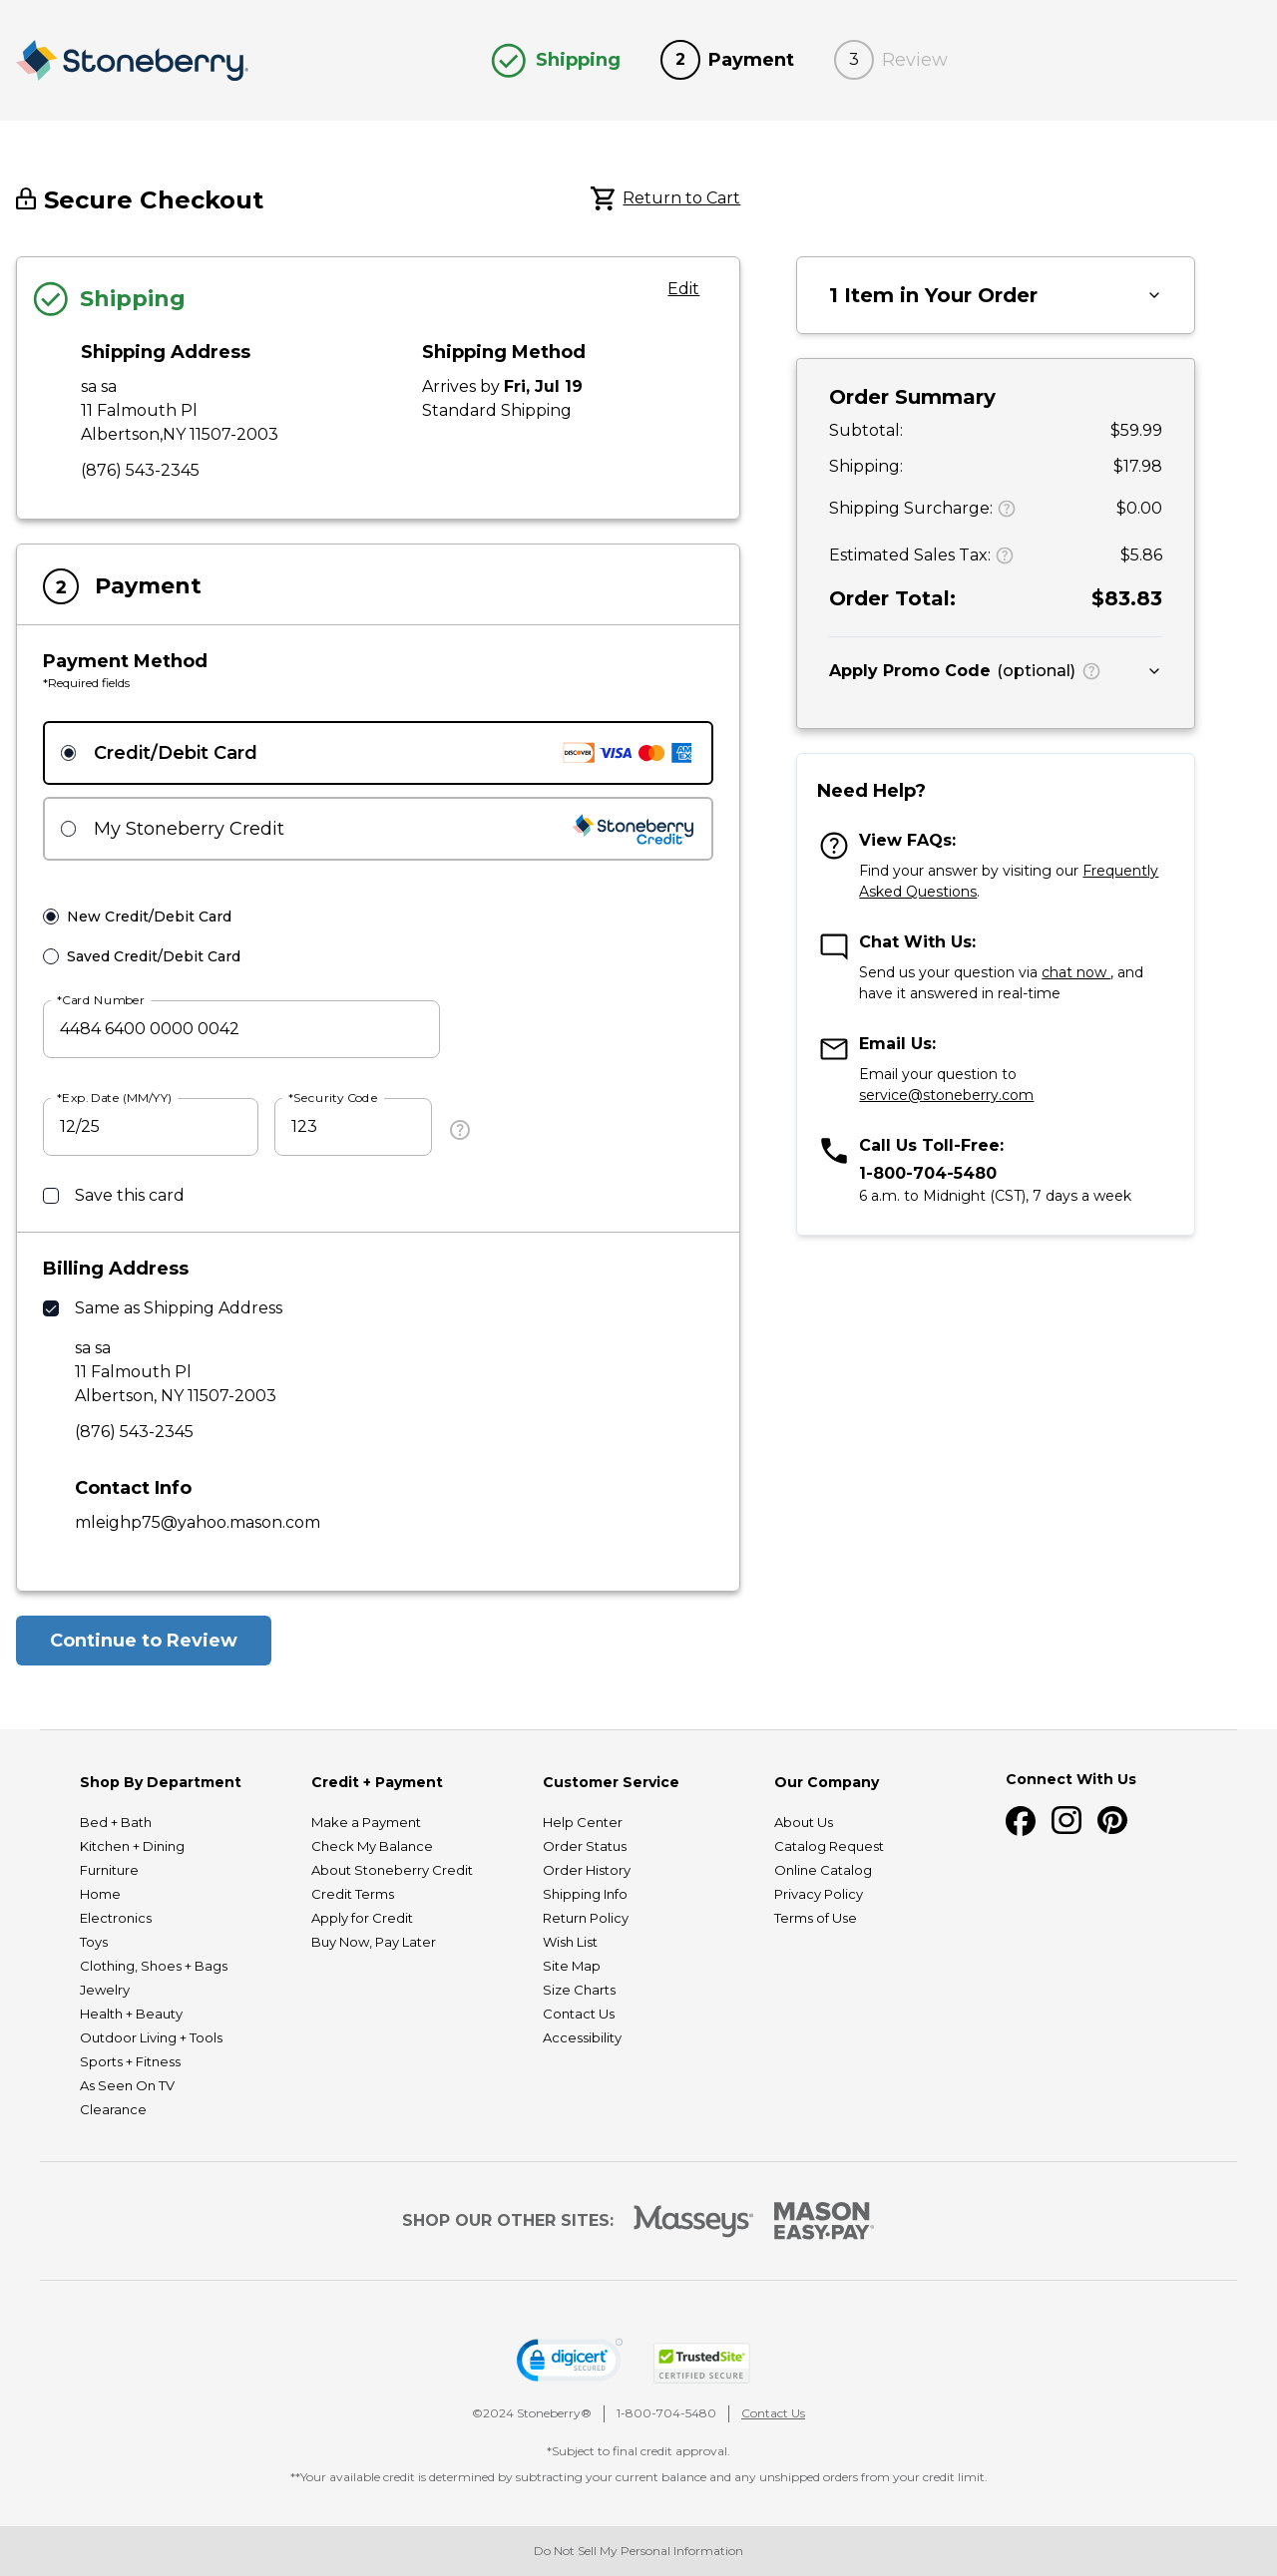 Stoneberry
Shipping
2 Payment
3 Review
Secure Checkout
Return to Cart
Shipping
Edit
Shipping Address
sa sa
11 Falmouth Pl
Albertson,NY 11507-2003
(876) 543-2345
Shipping Method
Arrives by Fri, Jul 19
Standard Shipping
2 Payment
Payment Method
*Required fields
Credit/Debit Card
DISCOVER VISA AMEX
My Stoneberry Credit
Stoneberry
Credit
New Credit/Debit Card
Saved Credit/Debit Card
*Card Number
4484 6400 0000 0042
*Exp. Date (MM/YY)
12/25
*Security Code
123
?
Save this card
Billing Address
Same as Shipping Address
sa sa
11 Falmouth Pl
Albertson, NY 11507-2003
(876) 543-2345
Contact Info
mleighp75@yahoo.mason.com
Continue to Review
1 Item in Your Order
Order Summary
Subtotal: $59.99
Shipping: $17.98
Shipping Surcharge: ? $0.00
Estimated Sales Tax: ? $5.86
Order Total: $83.83
Apply Promo Code (optional) ?
Need Help?
? View FAQs:
Find your answer by visiting our Frequently
Asked Questions.
Chat With Us:
Send us your question via chat now , and
have it answered in real-time
Email Us:
Email your question to
service@stoneberry.com
Call Us Toll-Free:
1-800-704-5480
6 a.m. to Midnight (CST), 7 days a week
Shop By Department
Bed + Bath
Kitchen + Dining
Furniture
Home
Electronics
Toys
Clothing, Shoes + Bags
Jewelry
Health + Beauty
Outdoor Living + Tools
Sports + Fitness
As Seen On TV
Clearance
Credit + Payment
Make a Payment
Check My Balance
About Stoneberry Credit
Credit Terms
Apply for Credit
Buy Now, Pay Later
Customer Service
Help Center
Order Status
Order History
Shipping Info
Return Policy
Wish List
Site Map
Size Charts
Contact Us
Accessibility
Our Company
About Us
Catalog Request
Online Catalog
Privacy Policy
Terms of Use
Connect With Us
SHOP OUR OTHER SITES:
Masseys
MASON
EASY•PAY
digicert
SECURED
TrustedSite
CERTIFIED SECURE
©2024 Stoneberry® | 1-800-704-5480 | Contact Us
*Subject to final credit approval.
**Your available credit is determined by subtracting your current balance and any unshipped orders from your credit limit.
Do Not Sell My Personal Information